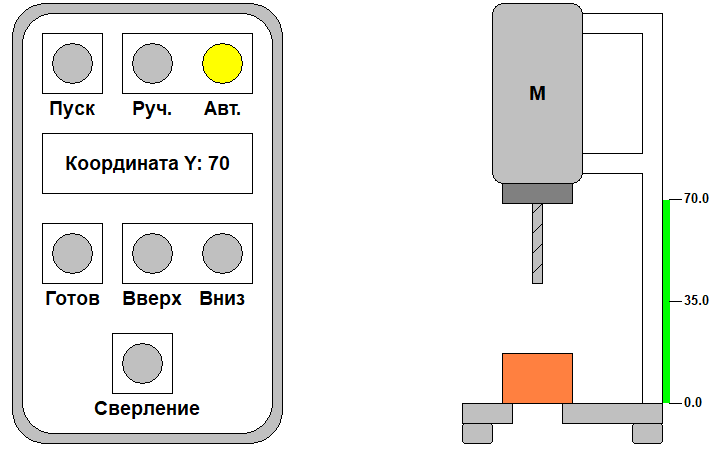 Пуск Руч. Авт.
Координата Y: 70
Готов Вверх Вниз
Сверление
М
70.0
35.0
0.0